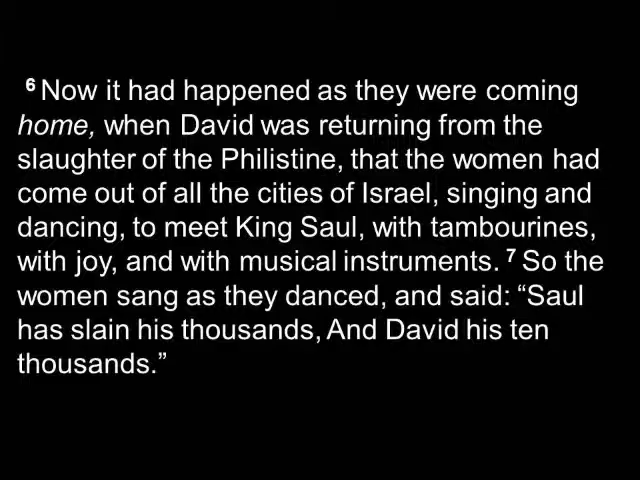 6 Now it had happened as they were coming
home, when David was returning from the
slaughter of the Philistine, that the women had
come out of all the cities of Israel, singing and
dancing, to meet King Saul, with tambourines,
with joy, and with musical instruments. 7 So the
women sang as they danced, and said: “Saul
has slain his thousands, And David his ten
thousands.”